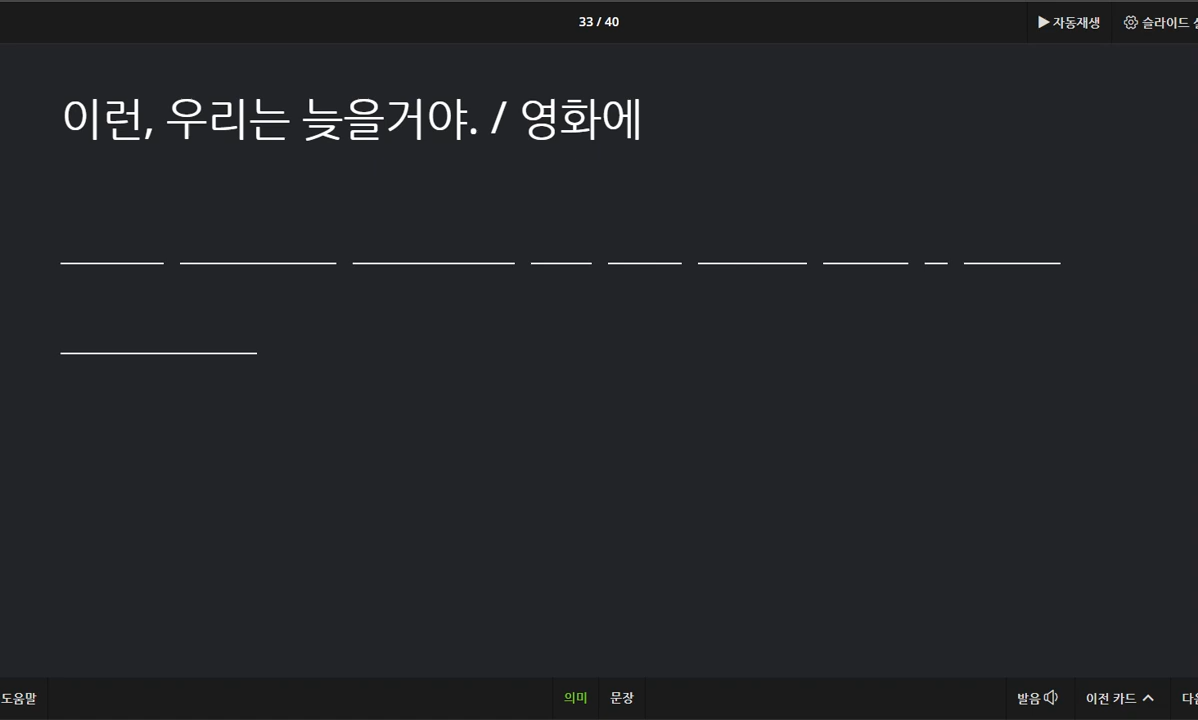 33 / 40
자동재생
슬라이드
이런, 우리는 늦을거야. / 영화에
도움말
의미
문장
발음
이전 카드